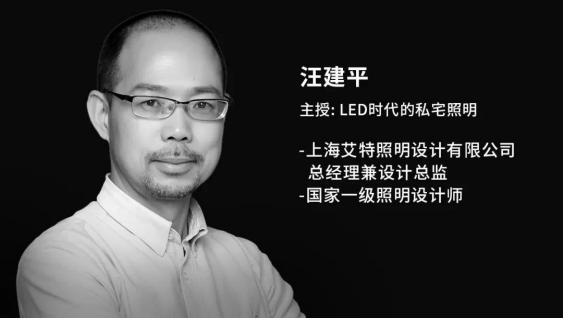 汪建平
主授: LED时代的私宅照明
-上海艾特照明设计有限公司
总经理兼设计总监
-国家一级照明设计师